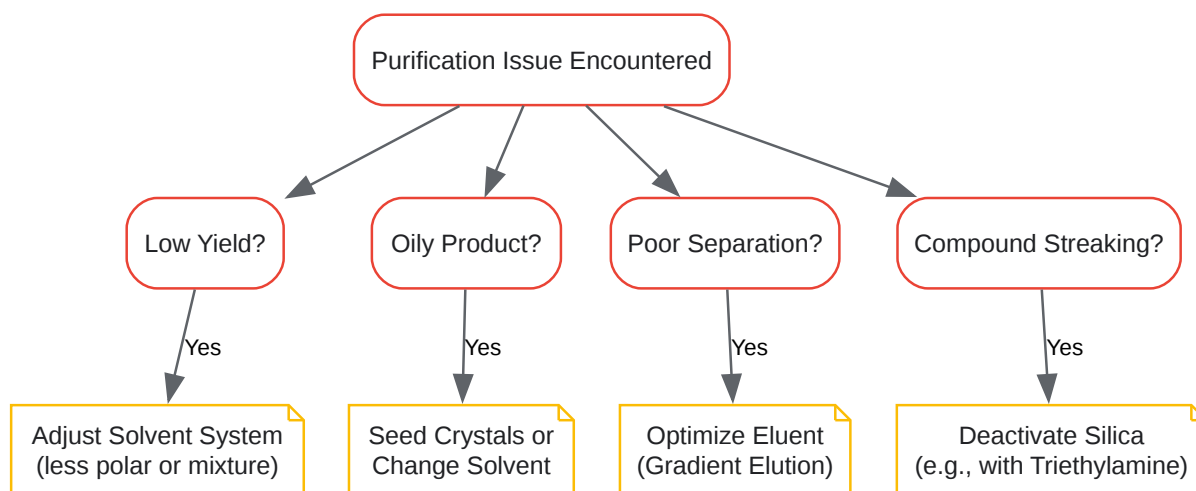 Purification Issue Encountered
Low Yield?
Oily Product?
Poor Separation?
Compound Streaking?
Yes
Yes
Yes
Yes
Adjust Solvent System
(less polar or mixture)
Seed Crystals or
Change Solvent
Optimize Eluent
(Gradient Elution)
Deactivate Silica
(e.g., with Triethylamine)